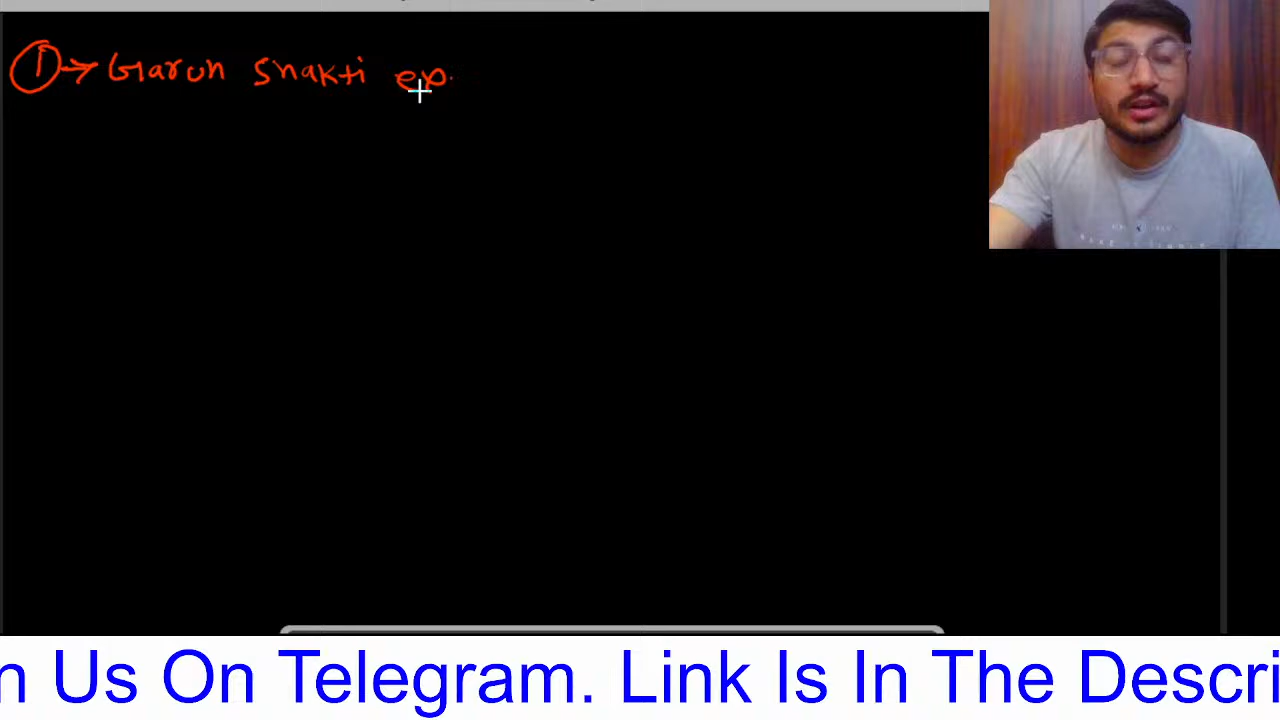 ① → Garun Shakti ex.
n Us On Telegram. Link Is In The Descri